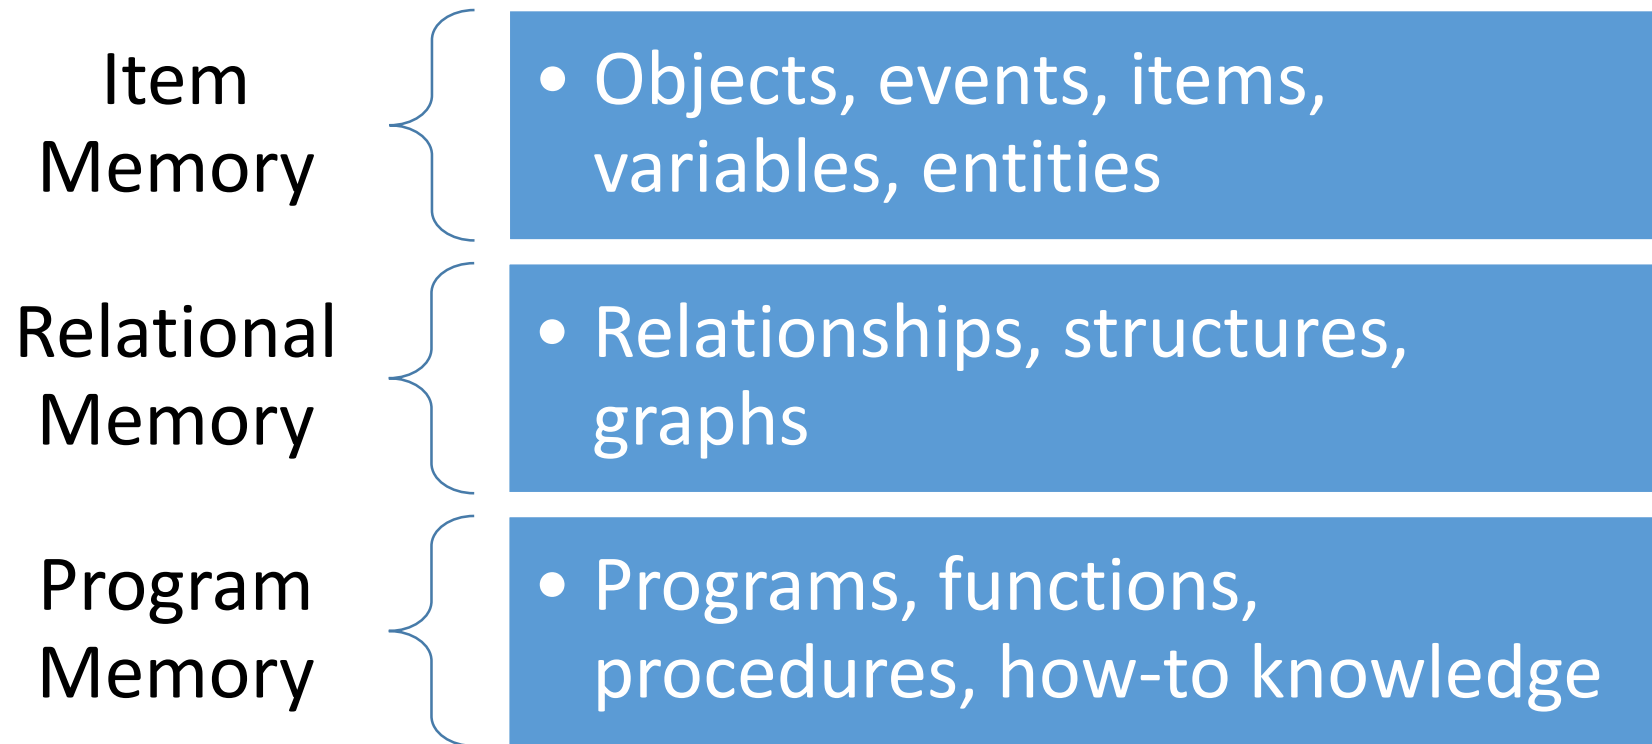 Item
Memory
• Objects, events, items,
variables, entities
Relational
Memory
• Relationships, structures,
graphs
Program
Memory
• Programs, functions,
procedures, how-to knowledge